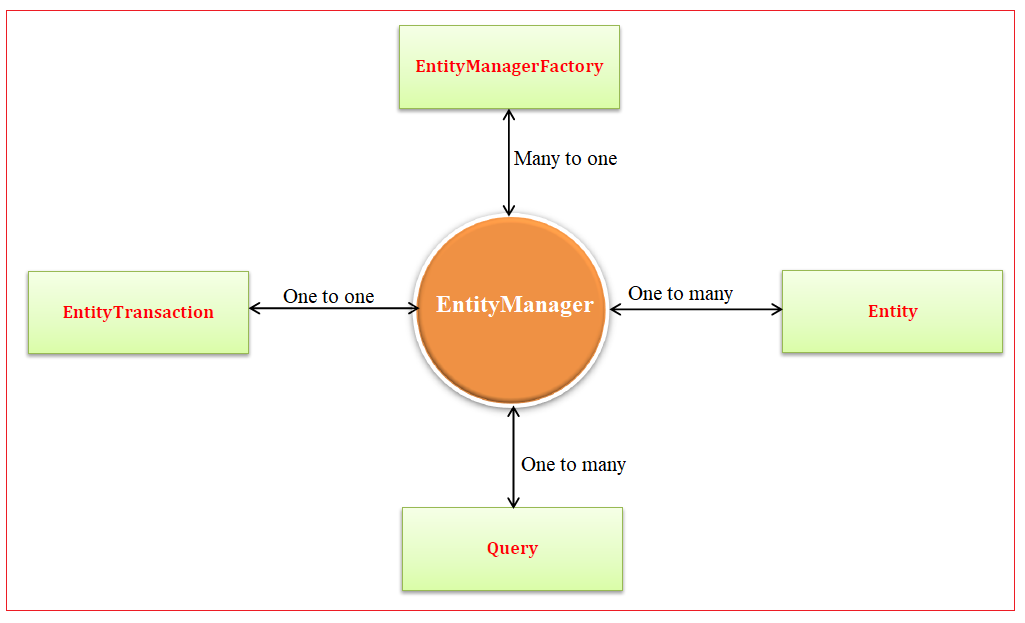 EntityManagerFactory
Many to one
EntityTransaction
One to one
EntityManager
One to many
Entity
One to many
Query